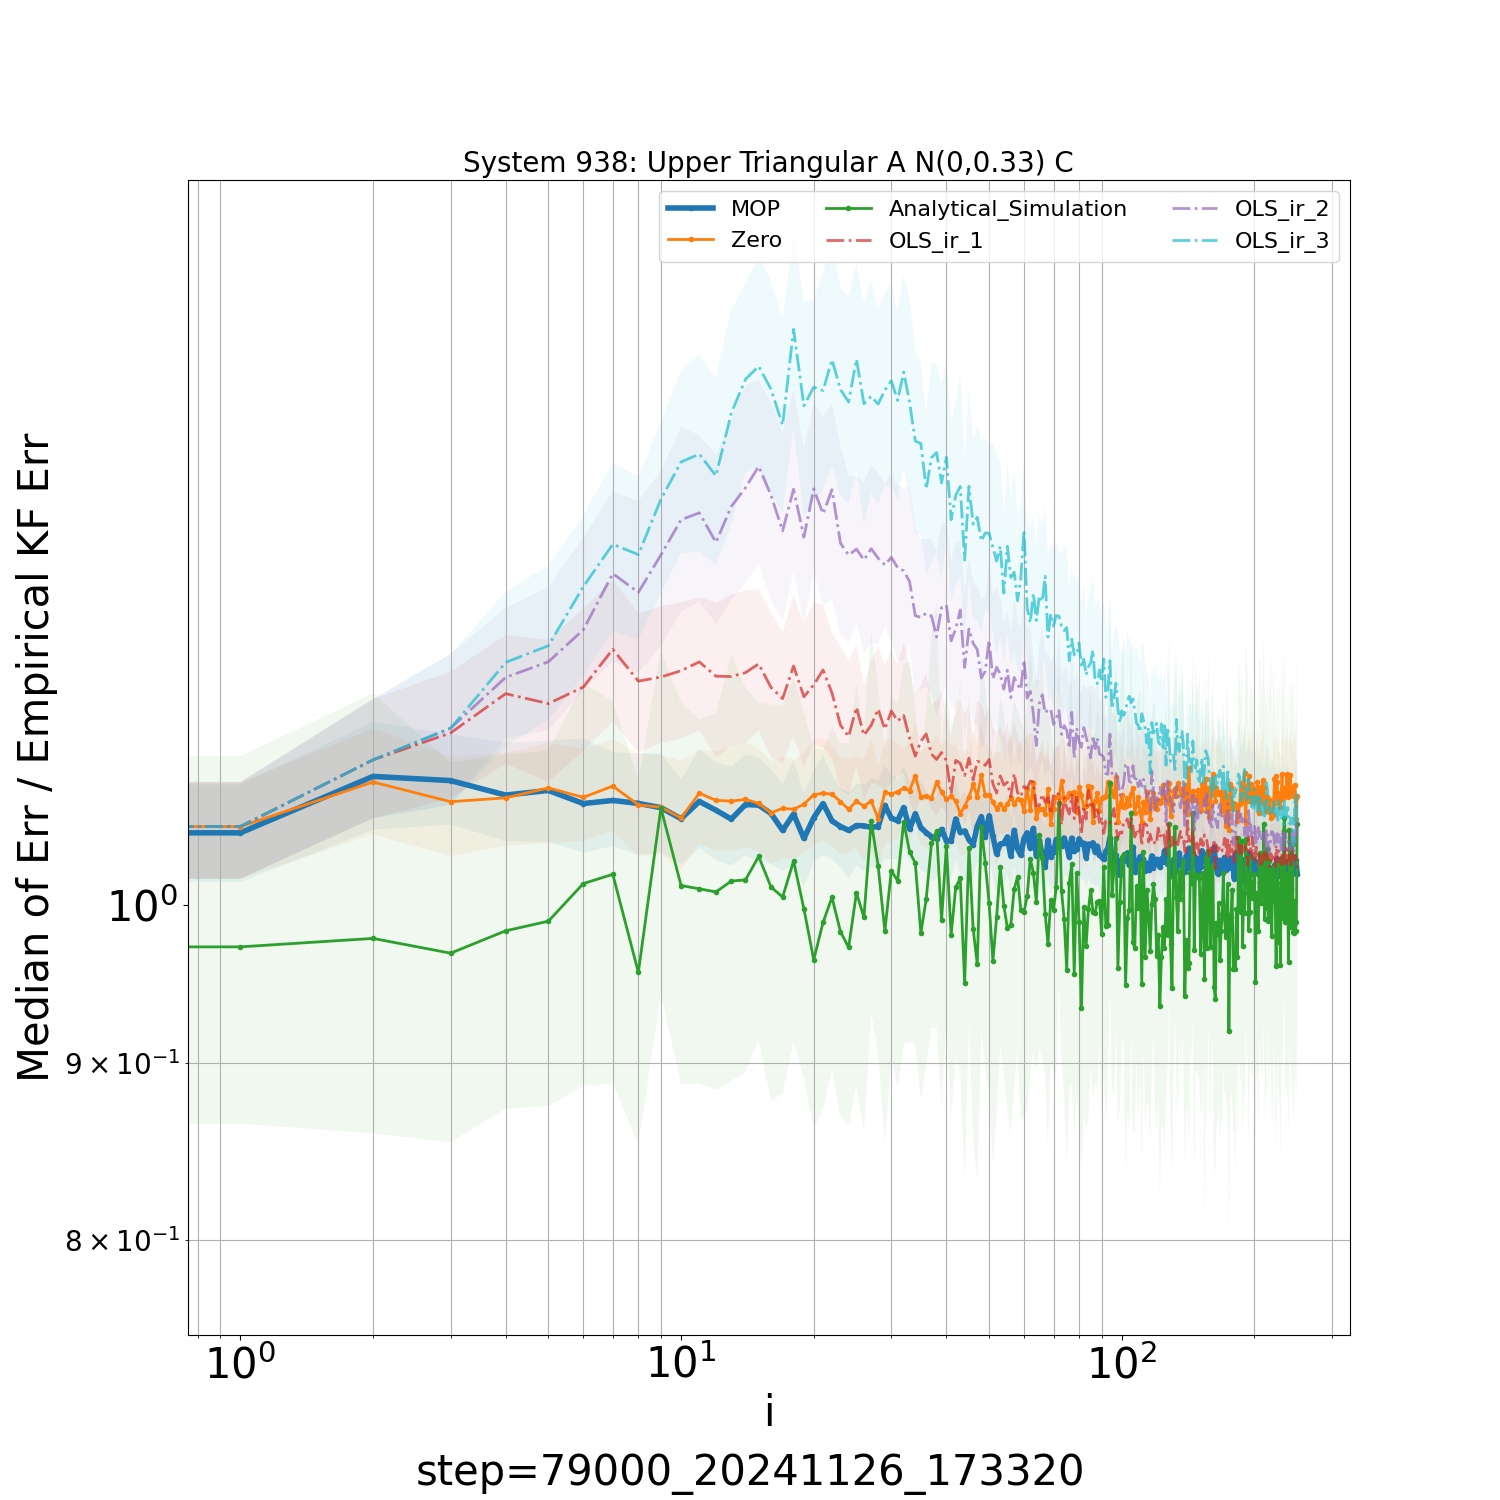 System 938: Upper Triangular A N(0,0.33) C
MOP
Zero
Analytical_Simulation
OLS_ir_1
OLS_ir_2
OLS_ir_3
Median of Err / Empirical KF Err
10⁰
9 × 10⁻¹
8 × 10⁻¹
10⁰ 10¹ 10²
i
step=79000_20241126_173320